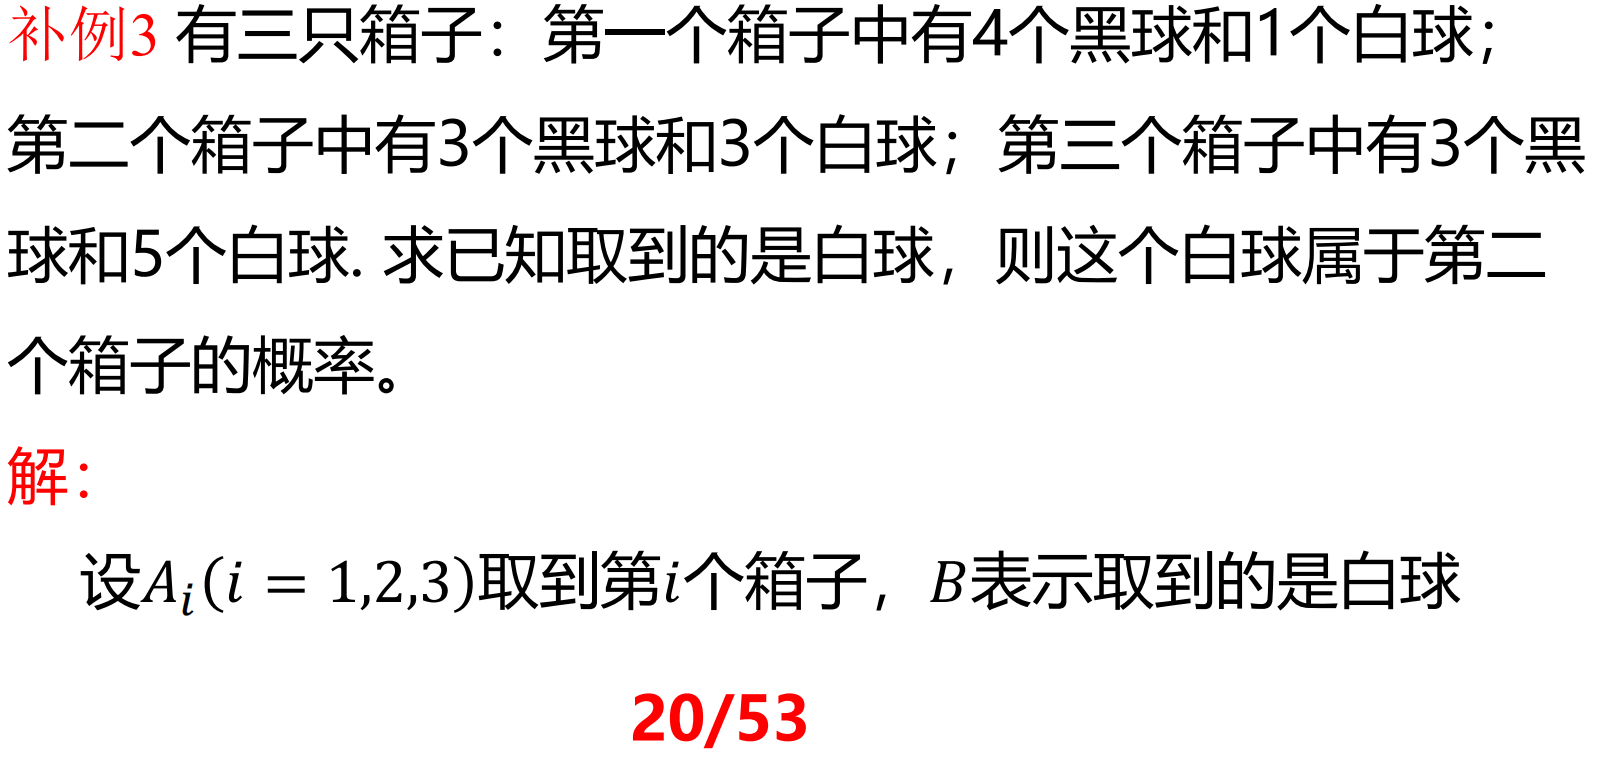 补例3 有三只箱子：第一个箱子中有4个黑球和1个白球；
第二个箱子中有3个黑球和3个白球；第三个箱子中有3个黑
球和5个白球. 求已知取到的是白球，则这个白球属于第二
个箱子的概率。
解：
设A_i(i = 1,2,3)取到第i个箱子，B表示取到的是白球
20/53